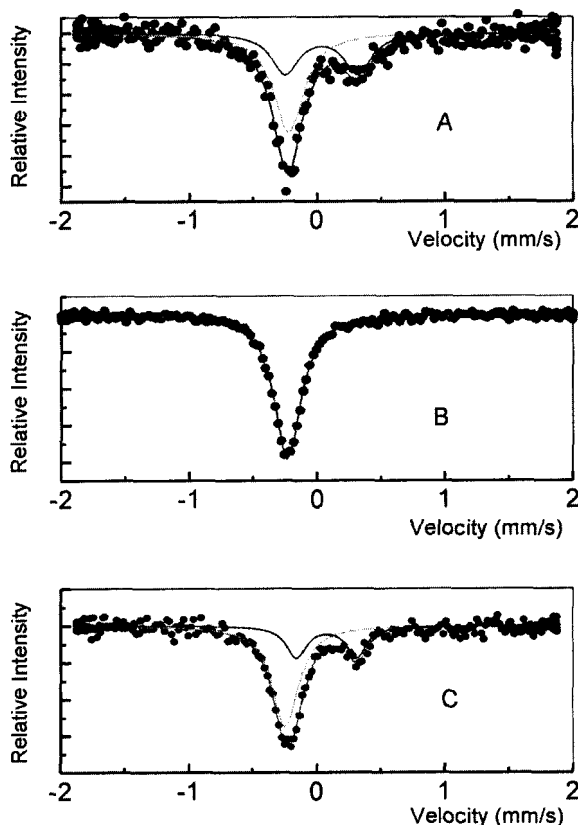 Relative Intensity
A
-2 -1 0 1 2
Velocity (mm/s)
Relative Intensity
B
-2 -1 0 1 2
Velocity (mm/s)
Relative Intensity
C
-2 -1 0 1 2
Velocity (mm/s)